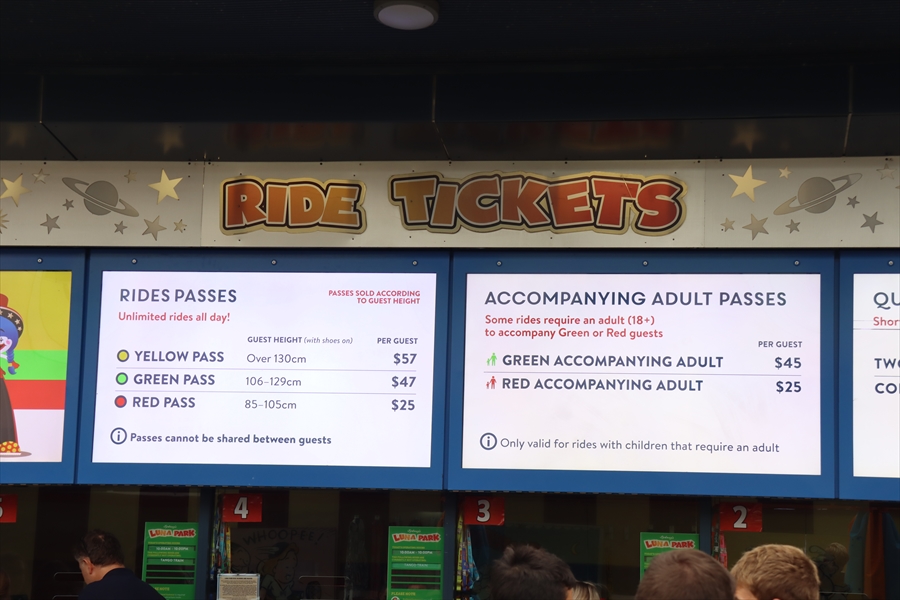 RIDE TICKETS
RIDES PASSES
Unlimited rides all day!
PASSES SOLD ACCORDING
TO GUEST HEIGHT
GUEST HEIGHT (with shoes on) PER GUEST
YELLOW PASS Over 130cm $57
GREEN PASS 106–129cm $47
RED PASS 85–105cm $25
Passes cannot be shared between guests
ACCOMPANYING ADULT PASSES
Some rides require an adult (18+)
to accompany Green or Red guests
PER GUEST
GREEN ACCOMPANYING ADULT $45
RED ACCOMPANYING ADULT $25
Only valid for rides with children that require an adult
QU
Shor
TWO
CO
4
3
2
LUNA PARK
LUNA PARK
LUNA PARK